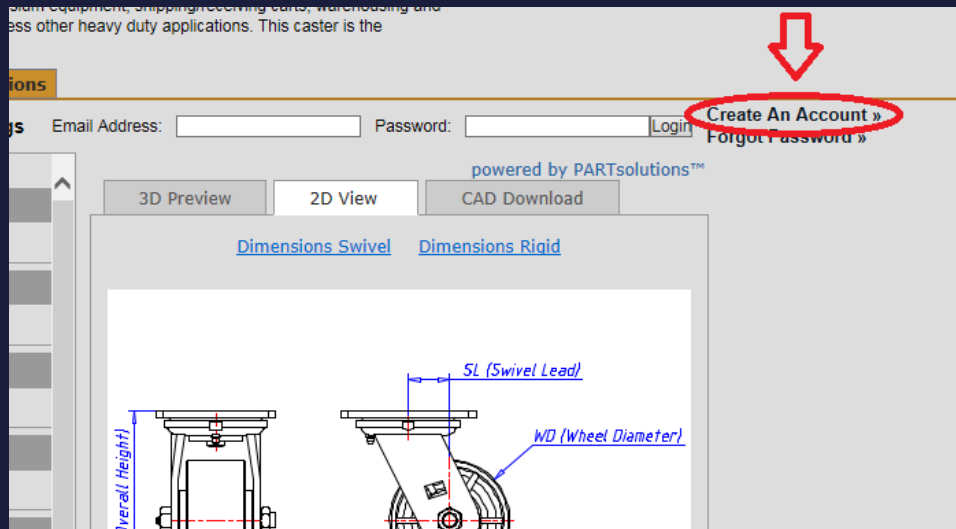 ess other heavy duty applications. This caster is the
ions
gs Email Address: Password: Login Create An Account »
Forgot Password »
powered by PARTsolutions™
3D Preview 2D View CAD Download
Dimensions Swivel Dimensions Rigid
SL (Swivel Lead)
WD (Wheel Diameter)
Overall Height)